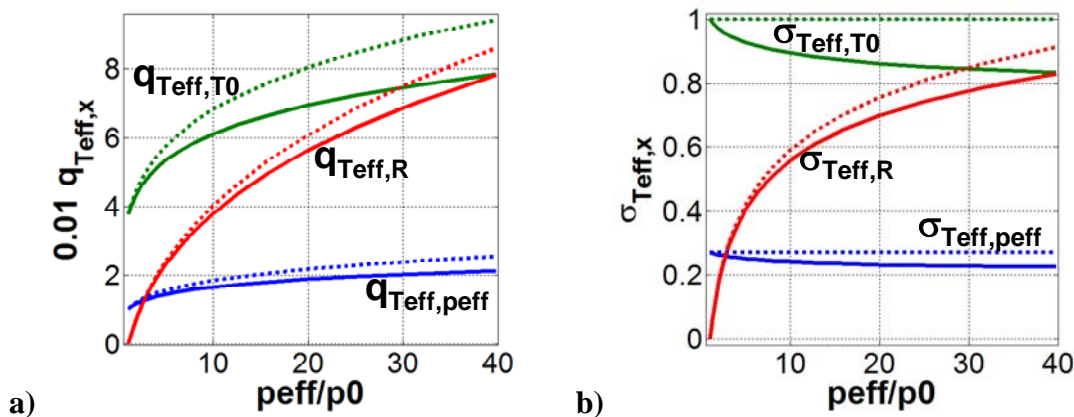 0.01 q_Teff,x
8
6
4
2
0
q_Teff,T0
q_Teff,R
q_Teff,peff
10 20 30 40
peff/p0
a)
σ_Teff,x
1
0.8
0.6
0.4
0.2
0
σ_Teff,T0
σ_Teff,R
σ_Teff,peff
10 20 30 40
peff/p0
b)